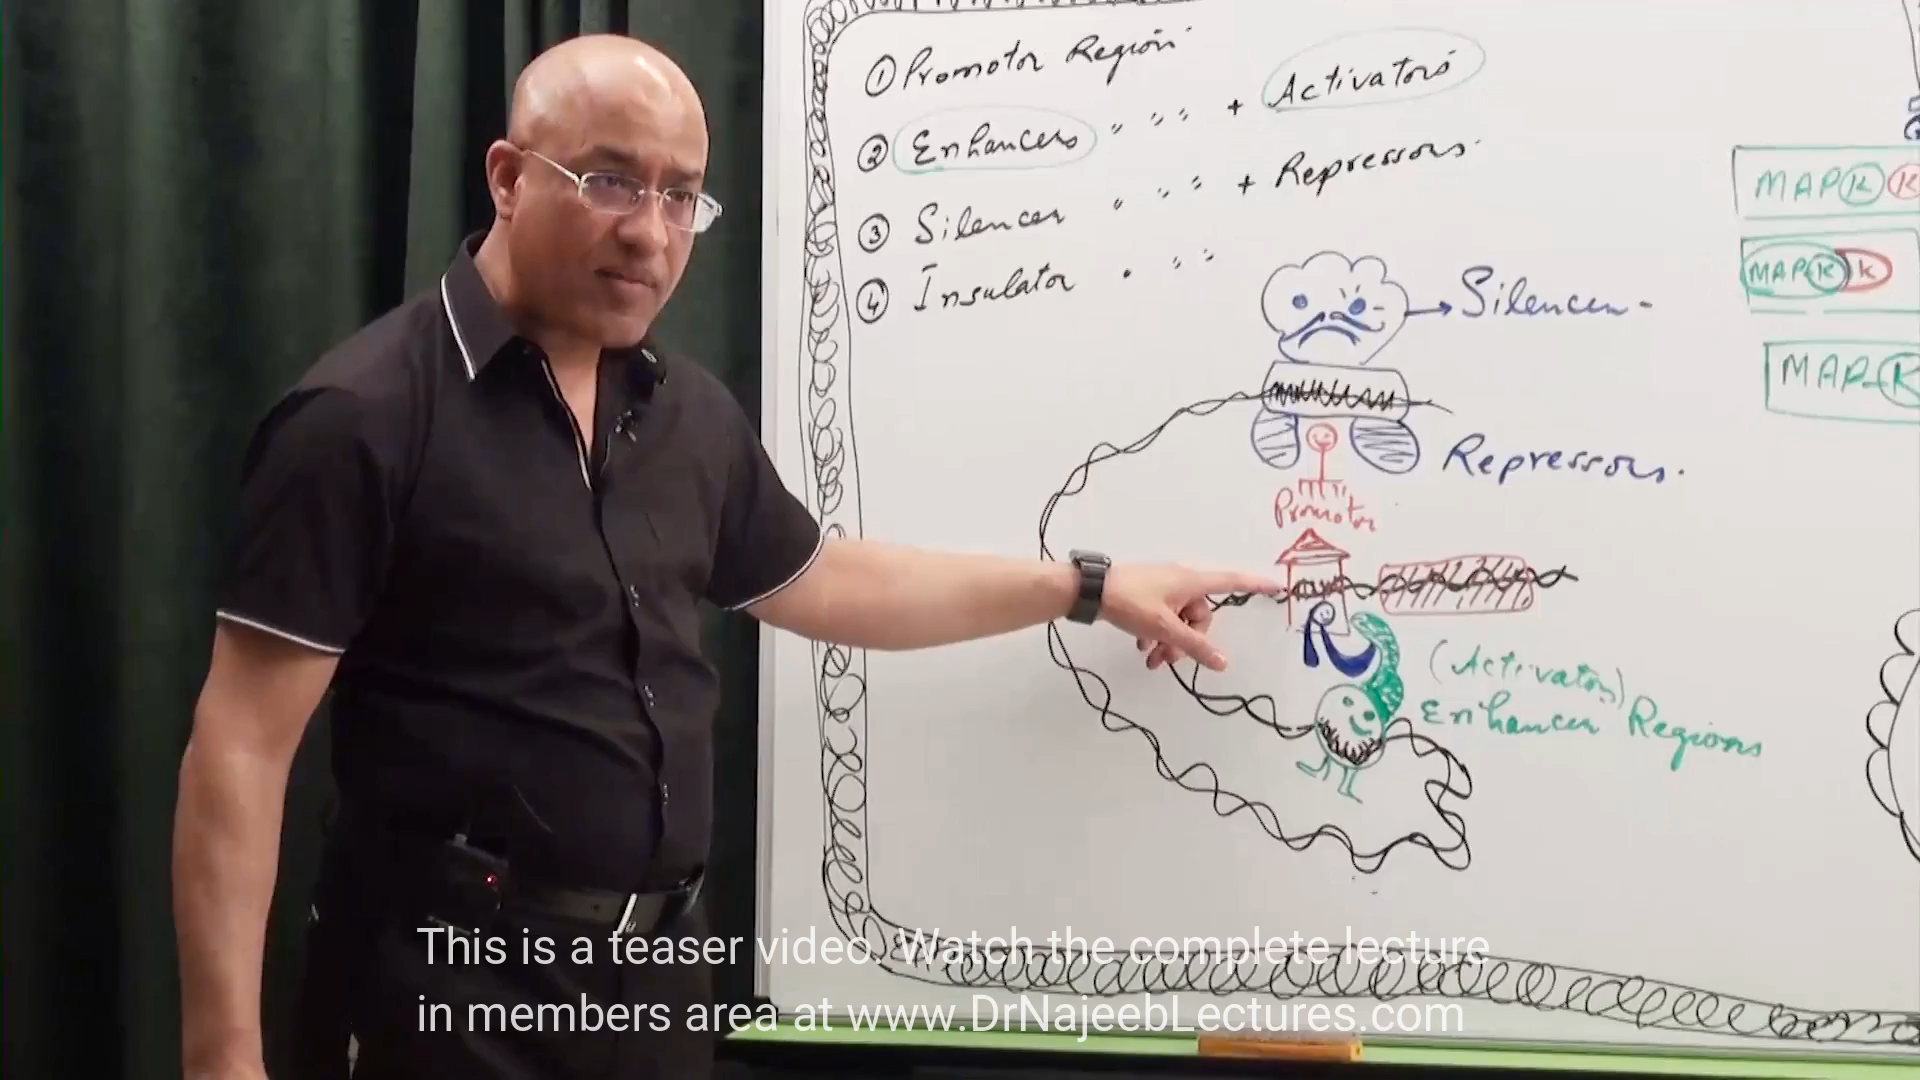 ① Promotor Region
② Enhancers " " " + Activators
③ Silencer " " " + Repressors.
④ Insulator " " "
Silencer
Repressors.
Promotor
(Activators)
Enhancer Regions
MAP K K
MAP K K
MAP K
This is a teaser video. Watch the complete lecture
in members area at www.DrNajeebLectures.com